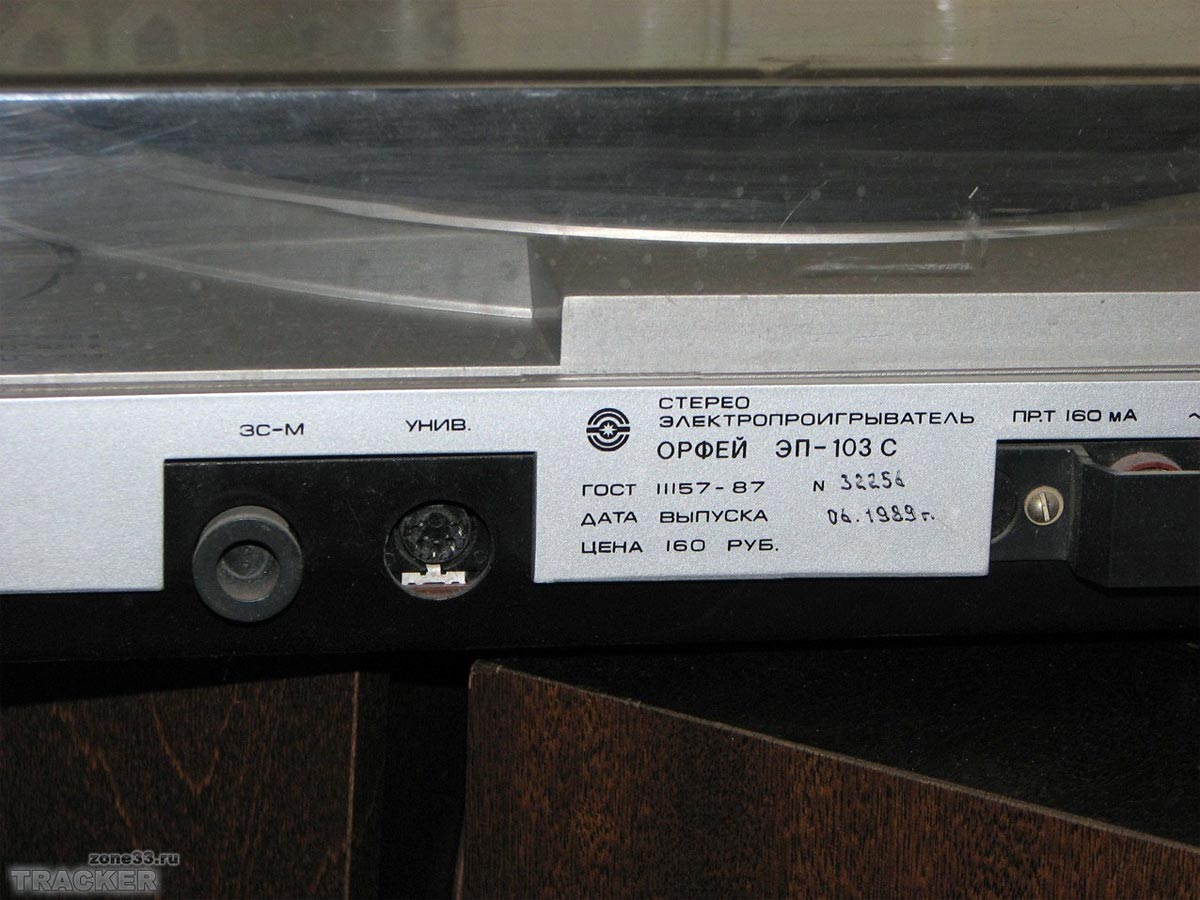 ЗС-М
УНИВ.
СТЕРЕО
ЭЛЕКТРОПРОИГРЫВАТЕЛЬ
ОРФЕЙ ЭП-103 С
ГОСТ 11157-87 N 32256
ДАТА ВЫПУСКА 06.1989г.
ЦЕНА 160 РУБ.
ПР.Т 160 мА ~
zone33.ru
TRACKER